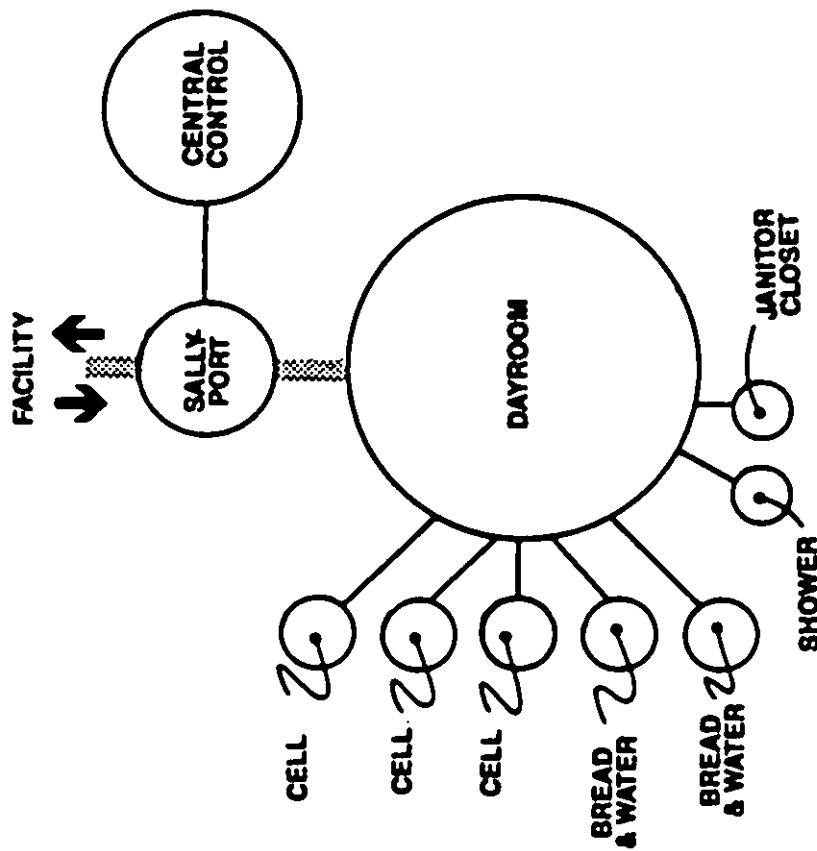 FACILITY
SALLY-
PORT
CENTRAL
CONTROL
DAYROOM
CELL
CELL
CELL
BREAD
& WATER
BREAD
& WATER
SHOWER
JANITOR
CLOSET